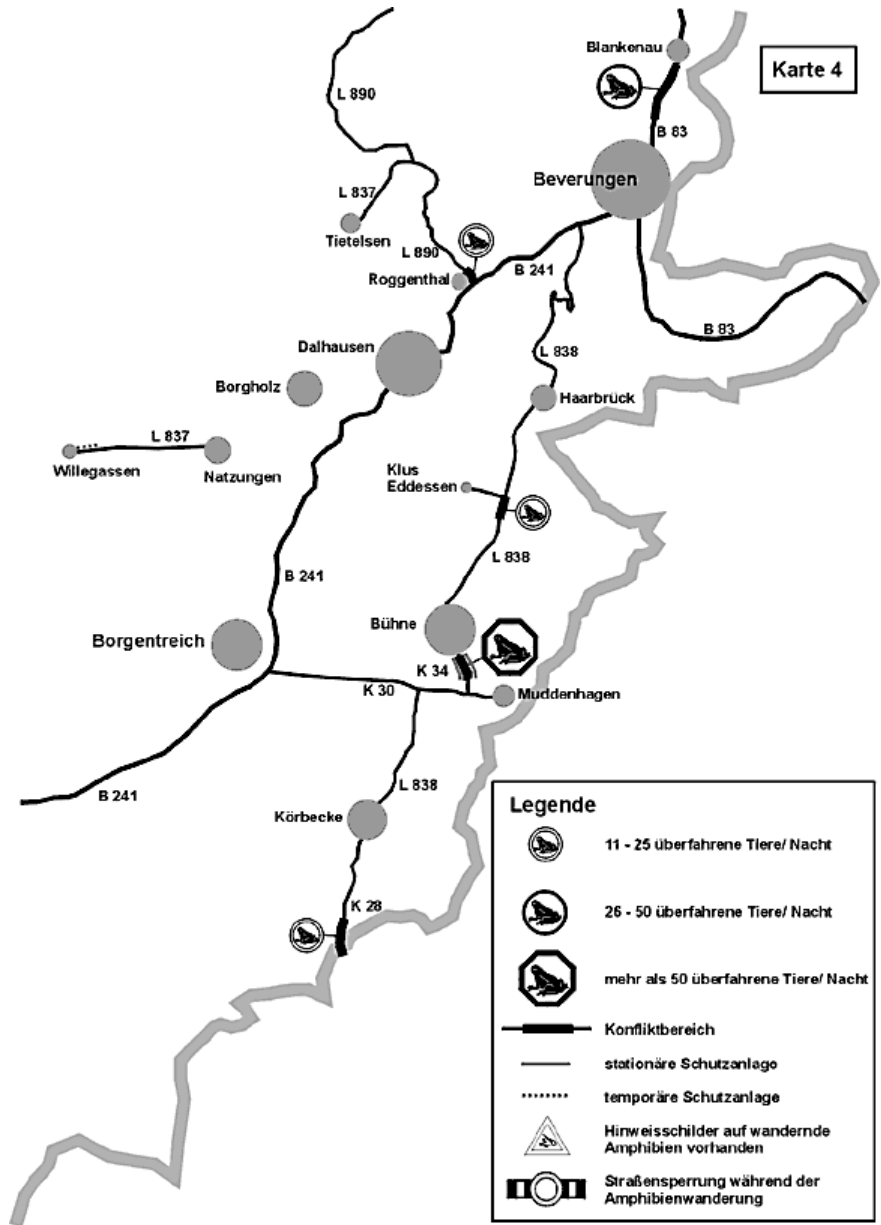 Blankenau
Karte 4
L 890
B 83
Beverungen
L 837
Tietelsen
L 890
B 241
Roggenthal
B 83
Dalhausen
L 838
Borgholz
Haarbrück
L 837
Willegassen
Natzungen
Klus
Eddessen
L 838
B 241
Bühne
Borgentreich
K 34
K 30
Muddenhagen
L 838
B 241
Körbecke
K 28
Legende
11 - 25 überfahrene Tiere/ Nacht
26 - 50 überfahrene Tiere/ Nacht
mehr als 50 überfahrene Tiere/ Nacht
Konfliktbereich
stationäre Schutzanlage
temporäre Schutzanlage
Hinweisschilder auf wandernde
Amphibien vorhanden
Straßensperrung während der
Amphibienwanderung